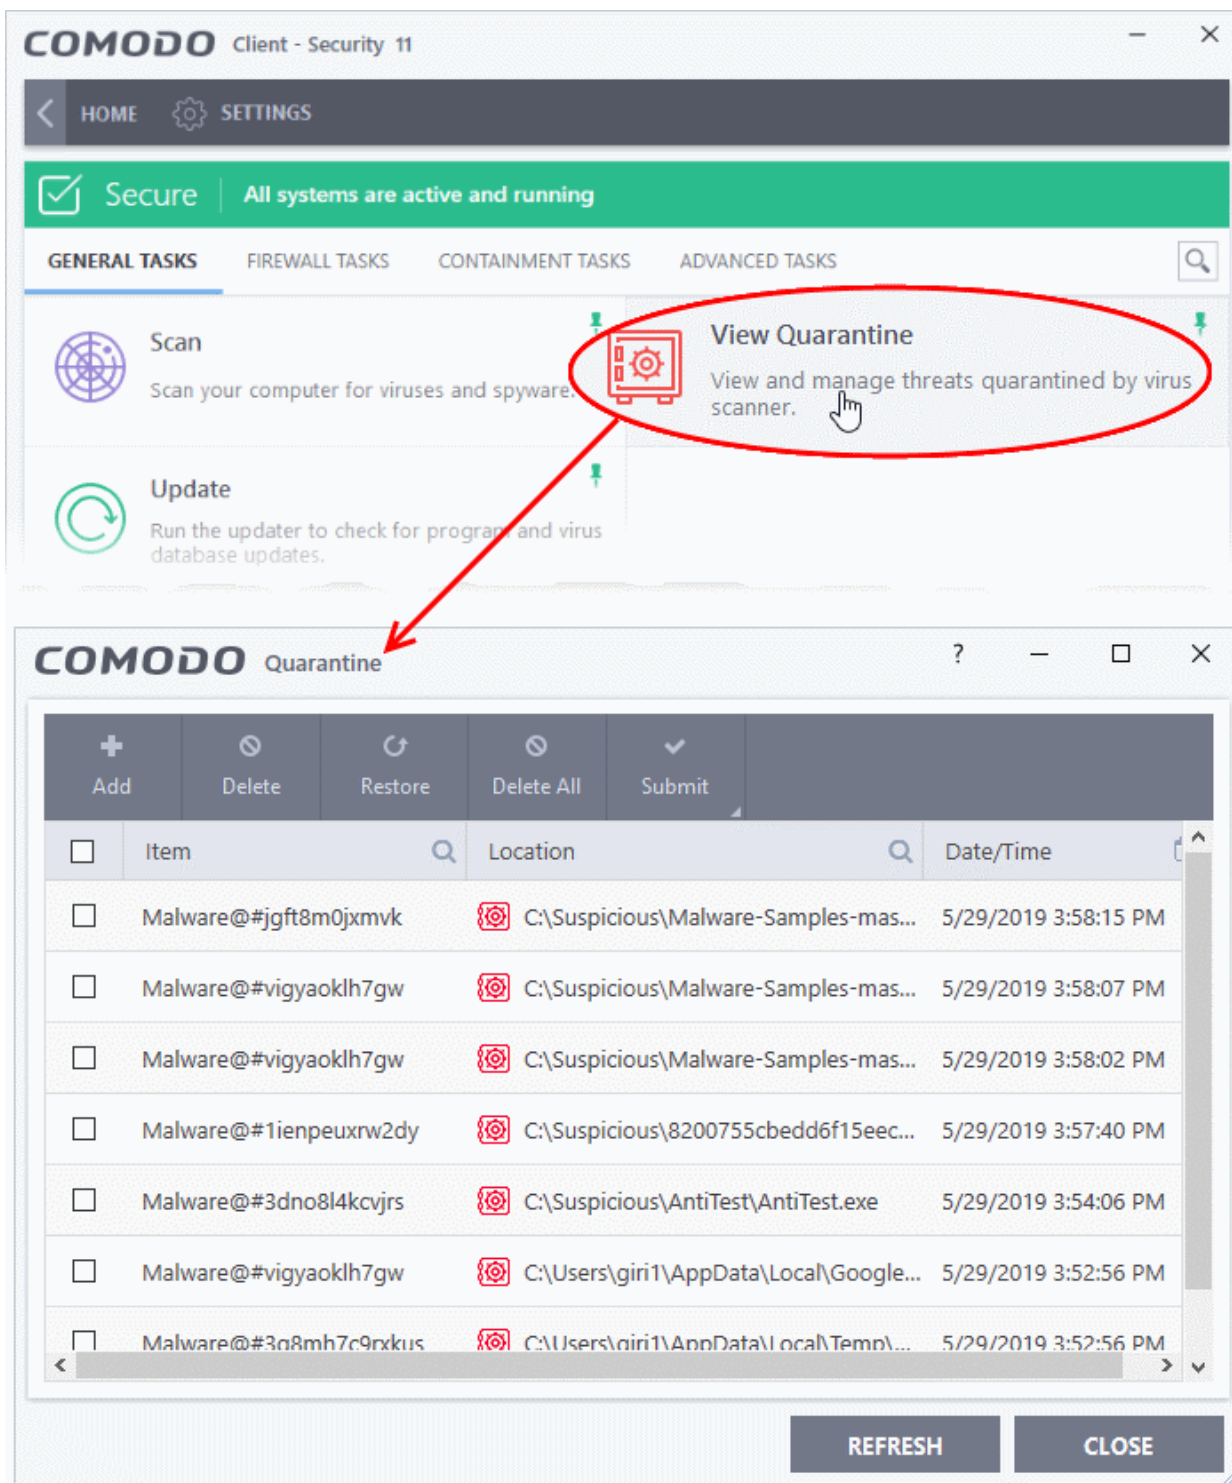 COMODO Client - Security 11
HOME SETTINGS
Secure All systems are active and running
GENERAL TASKS FIREWALL TASKS CONTAINMENT TASKS ADVANCED TASKS
Scan
Scan your computer for viruses and spyware.
View Quarantine
View and manage threats quarantined by virus
scanner.
Update
Run the updater to check for program and virus
database updates.
COMODO Quarantine
?
Add Delete Restore Delete All Submit
Item Location Date/Time
Malware@#jgft8m0jxmvk C:\Suspicious\Malware-Samples-mas... 5/29/2019 3:58:15 PM
Malware@#vigyaoklh7gw C:\Suspicious\Malware-Samples-mas... 5/29/2019 3:58:07 PM
Malware@#vigyaoklh7gw C:\Suspicious\Malware-Samples-mas... 5/29/2019 3:58:02 PM
Malware@#1ienpeuxrw2dy C:\Suspicious\8200755cbedd6f15eec... 5/29/2019 3:57:40 PM
Malware@#3dno8l4kcvjrs C:\Suspicious\AntiTest\AntiTest.exe 5/29/2019 3:54:06 PM
Malware@#vigyaoklh7gw C:\Users\giri1\AppData\Local\Google... 5/29/2019 3:52:56 PM
C:\Users\giri1\AppData\Local\Temp\... 5/29/2019 3:52:56 PM
REFRESH CLOSE